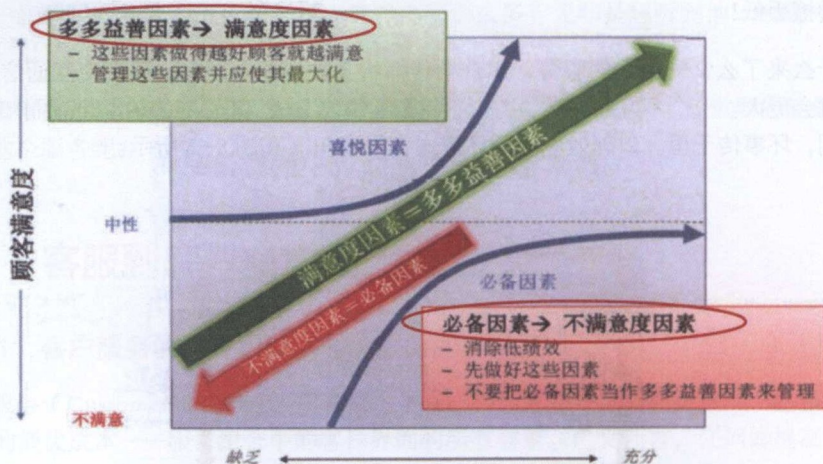 多多益善因素→ 满意度因素
– 这些因素做得越好顾客就越满意
– 管理这些因素并应使其最大化
喜悦因素
顾客满意度
中性
满意度因素＝多多益善因素
不满意度因素＝必备因素
必备因素
必备因素→ 不满意度因素
– 消除低绩效
– 先做好这些因素
– 不要把必备因素当作多多益善因素来管理
不满意
缺乏
充分